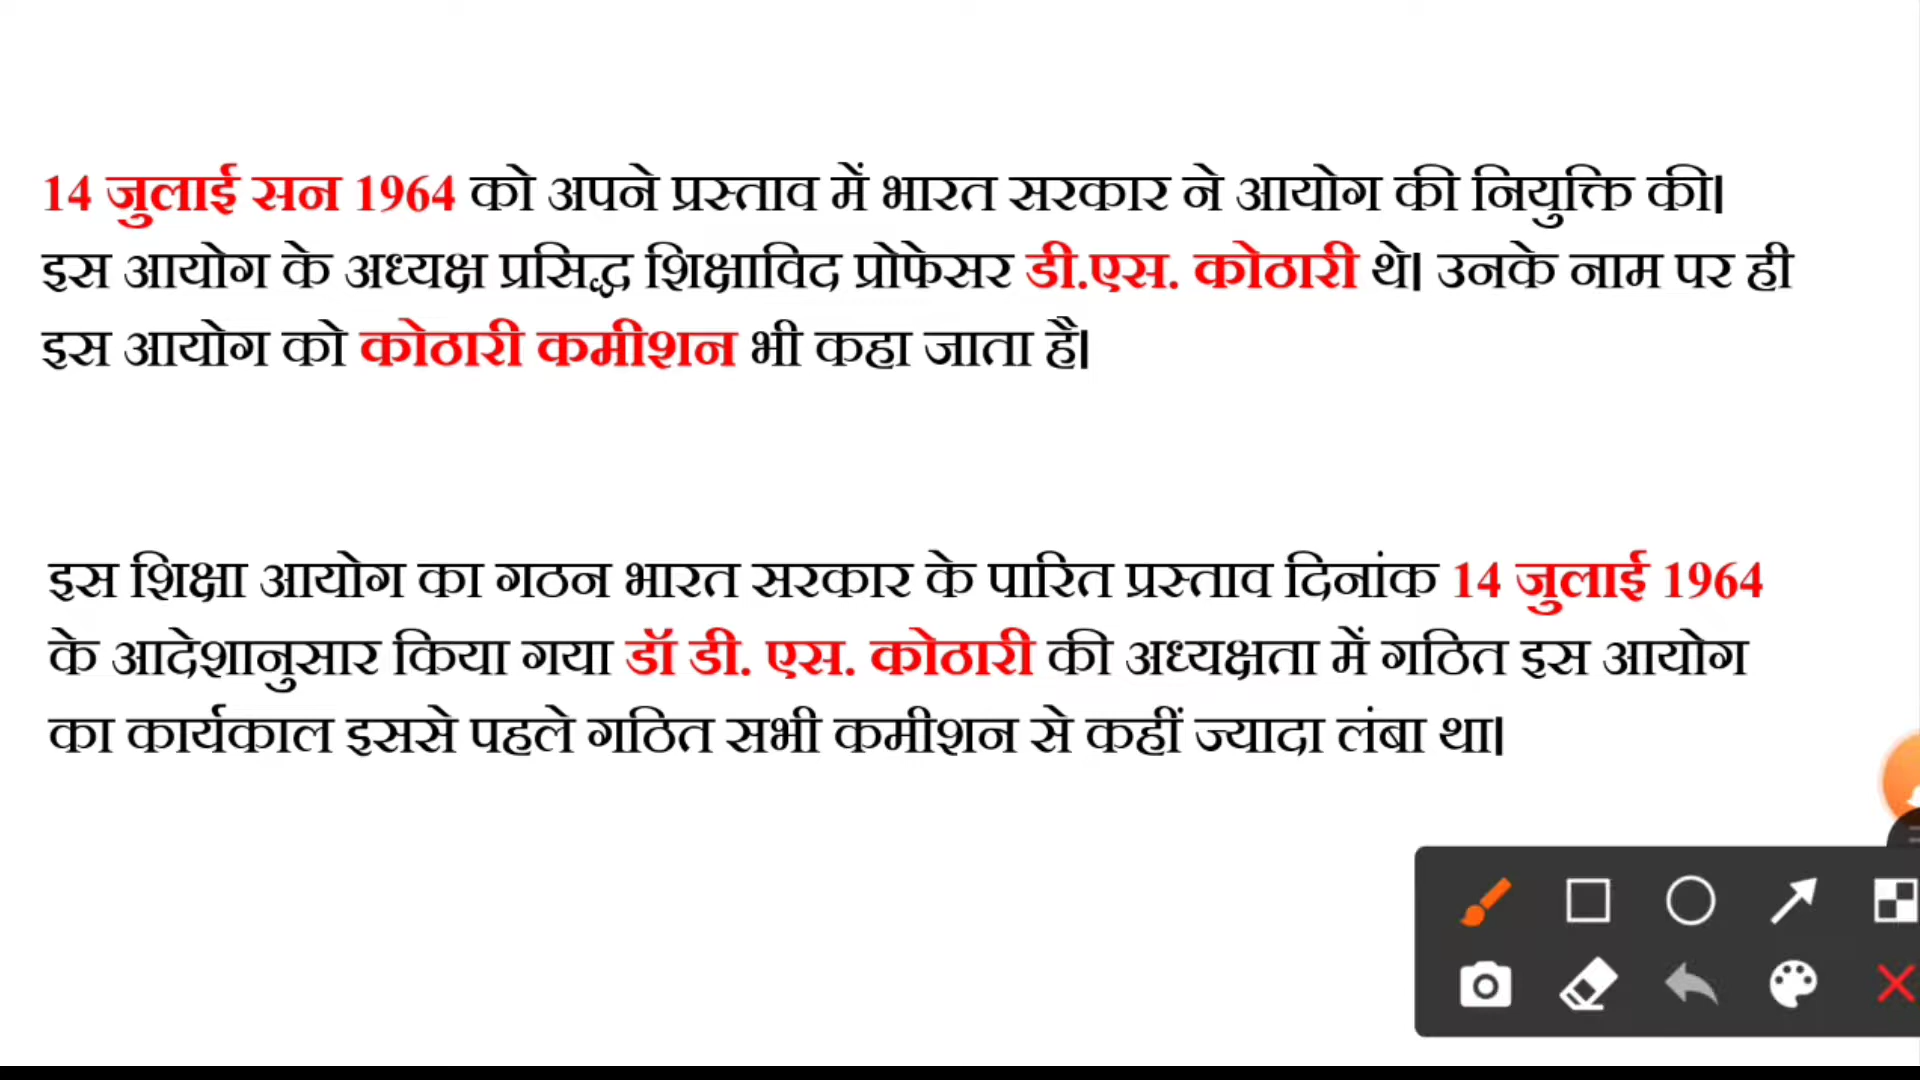 14 जुलाई सन 1964 को अपने प्रस्ताव में भारत सरकार ने आयोग की नियुक्ति की।
इस आयोग के अध्यक्ष प्रसिद्ध शिक्षाविद प्रोफेसर डी.एस. कोठारी थे। उनके नाम पर ही
इस आयोग को कोठारी कमीशन भी कहा जाता है।
इस शिक्षा आयोग का गठन भारत सरकार के पारित प्रस्ताव दिनांक 14 जुलाई 1964
के आदेशानुसार किया गया डॉ डी. एस. कोठारी की अध्यक्षता में गठित इस आयोग
का कार्यकाल इससे पहले गठित सभी कमीशन से कहीं ज्यादा लंबा था।